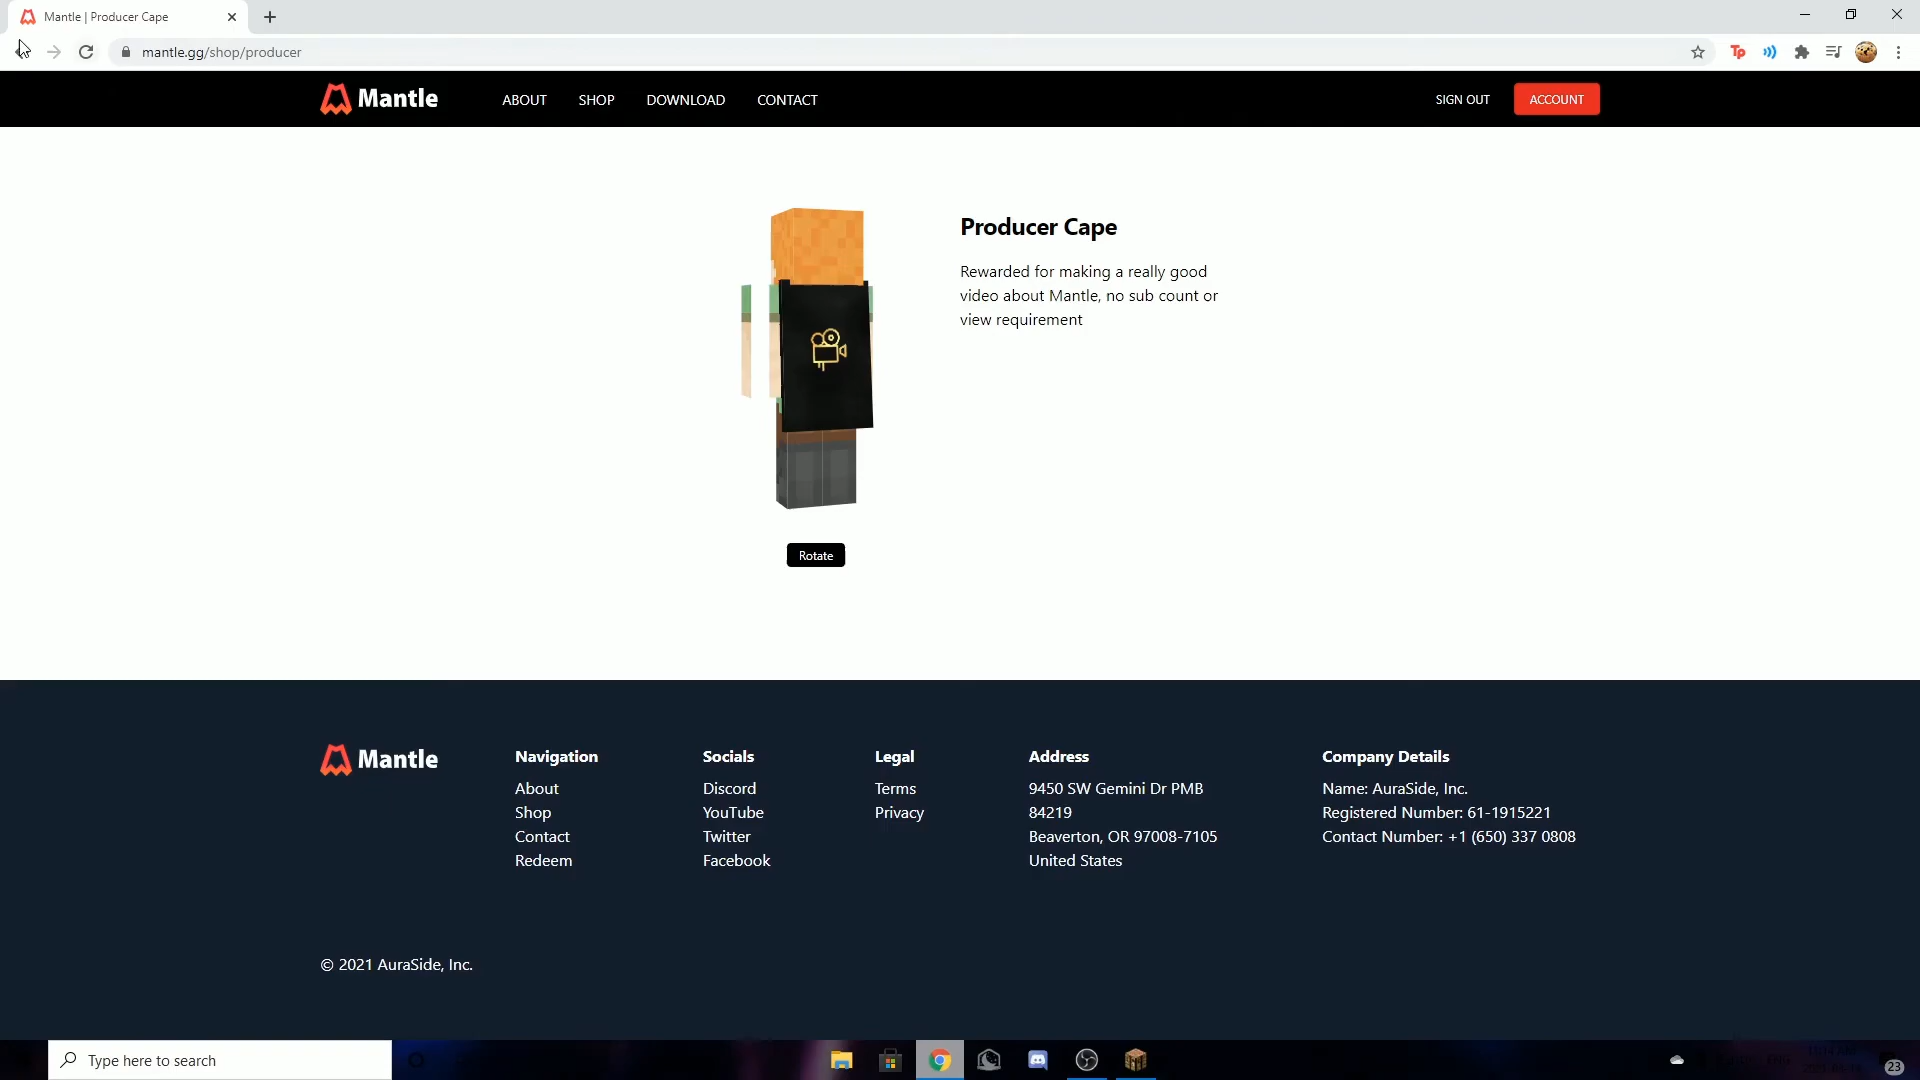 Mantle | Producer Cape
mantle.gg/shop/producer
Mantle
ABOUT
SHOP
DOWNLOAD
CONTACT
SIGN OUT
ACCOUNT
Producer Cape
Rewarded for making a really good
video about Mantle, no sub count or
view requirement
Rotate
Mantle
Navigation
About
Shop
Contact
Redeem
Socials
Discord
YouTube
Twitter
Facebook
Legal
Terms
Privacy
Address
9450 SW Gemini Dr PMB
84219
Beaverton, OR 97008-7105
United States
Company Details
Name: AuraSide, Inc.
Registered Number: 61-1915221
Contact Number: +1 (650) 337 0808
© 2021 AuraSide, Inc.
Type here to search
23